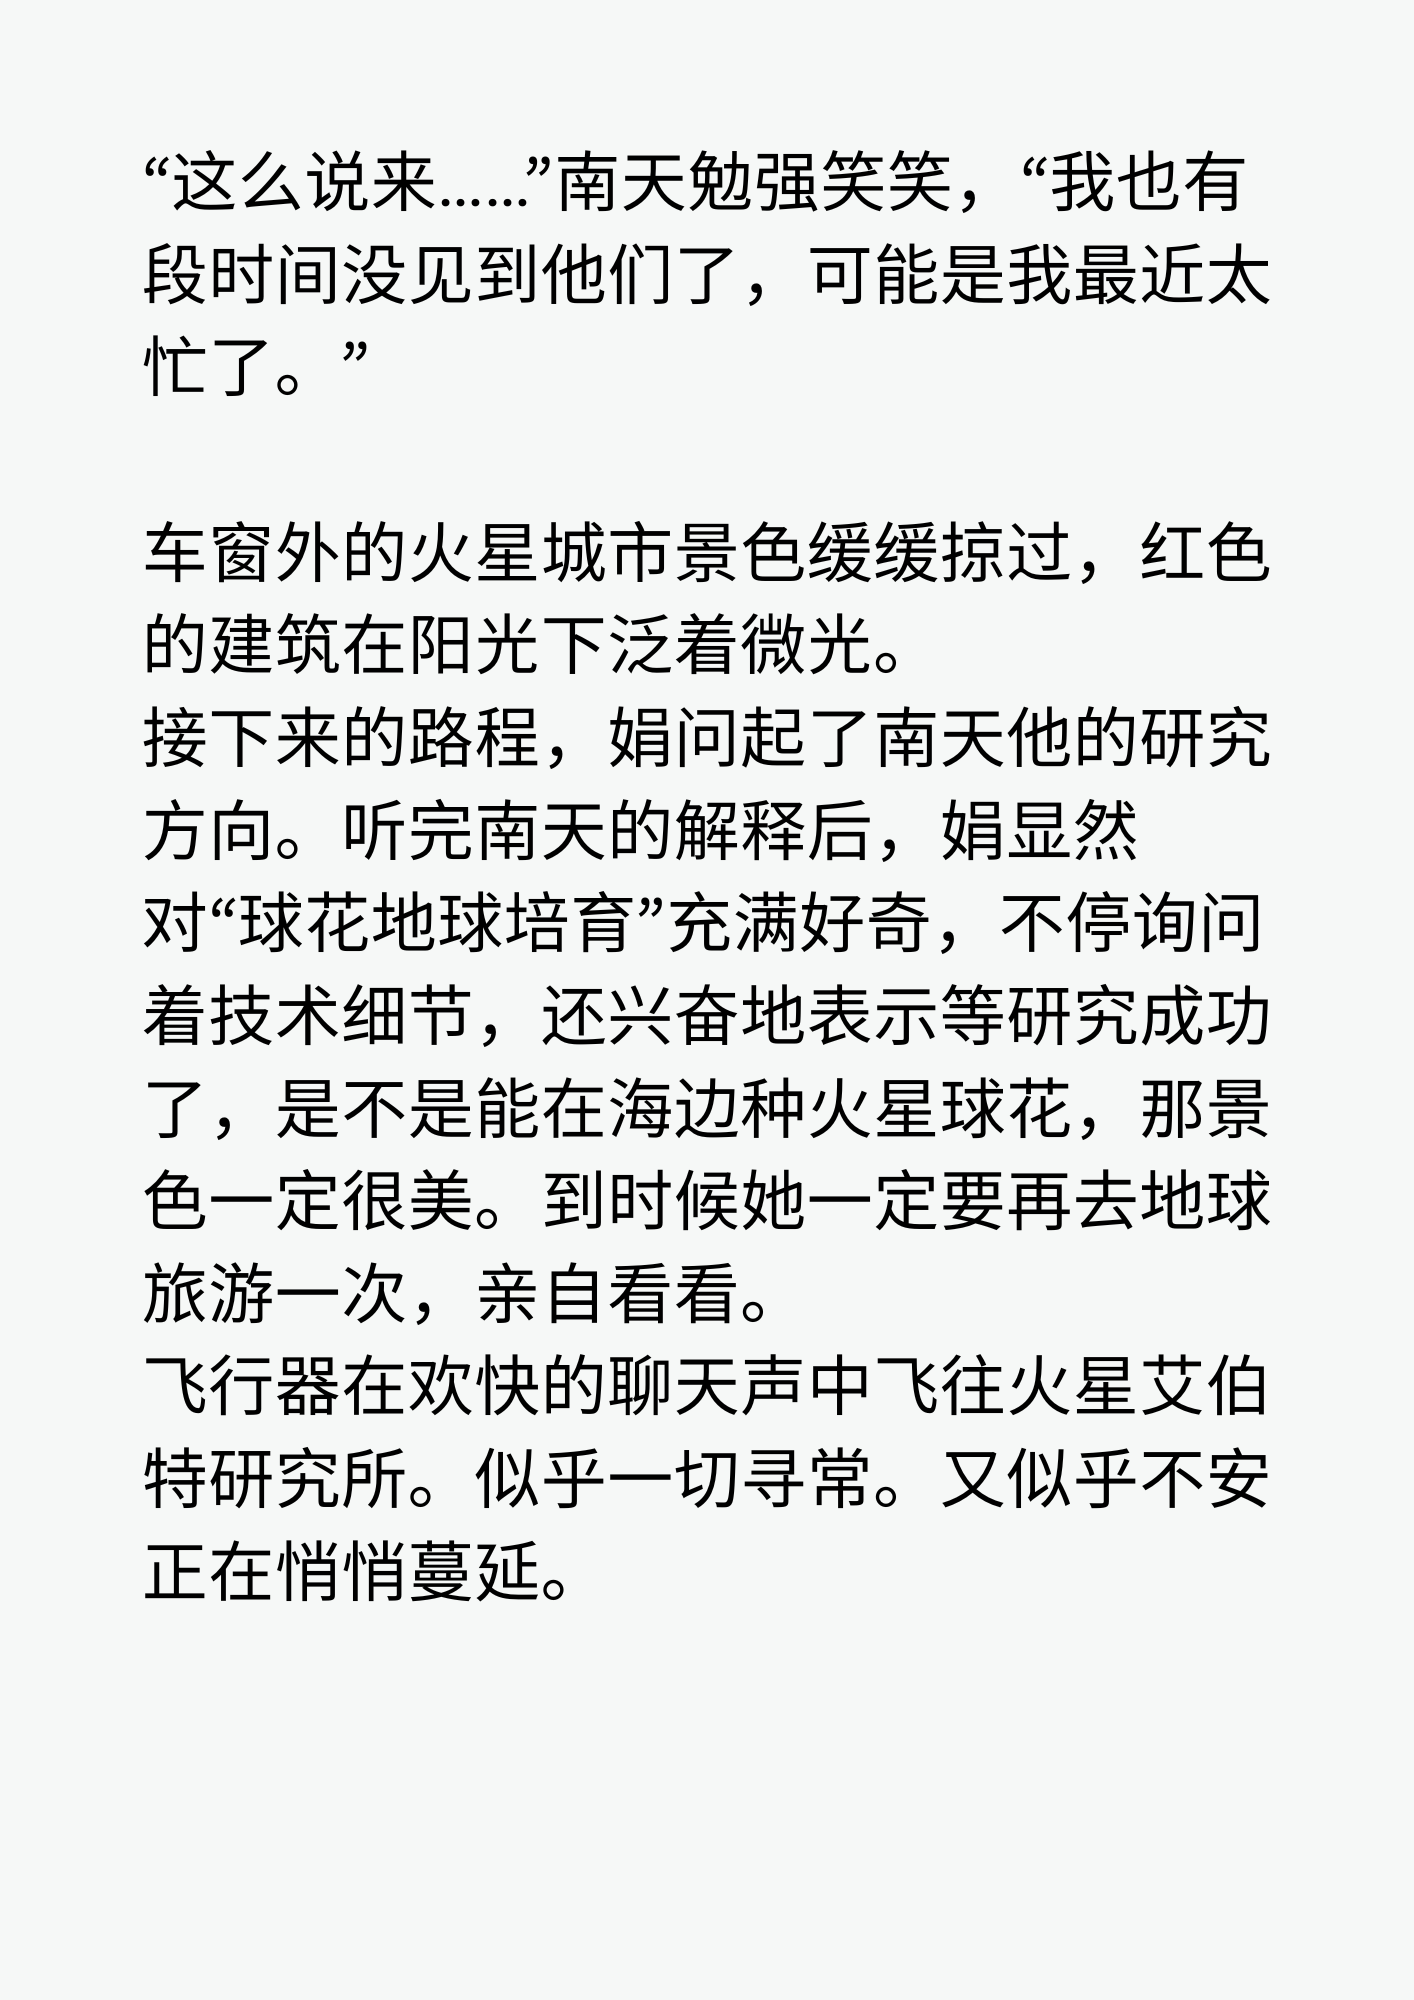 “这么说来……”南天勉强笑笑，“我也有
段时间没见到他们了，可能是我最近太
忙了。”
车窗外的火星城市景色缓缓掠过，红色
的建筑在阳光下泛着微光。
接下来的路程，娟问起了南天他的研究
方向。听完南天的解释后，娟显然
对“球花地球培育”充满好奇，不停询问
着技术细节，还兴奋地表示等研究成功
了，是不是能在海边种火星球花，那景
色一定很美。到时候她一定要再去地球
旅游一次，亲自看看。
飞行器在欢快的聊天声中飞往火星艾伯
特研究所。似乎一切寻常。又似乎不安
正在悄悄蔓延。